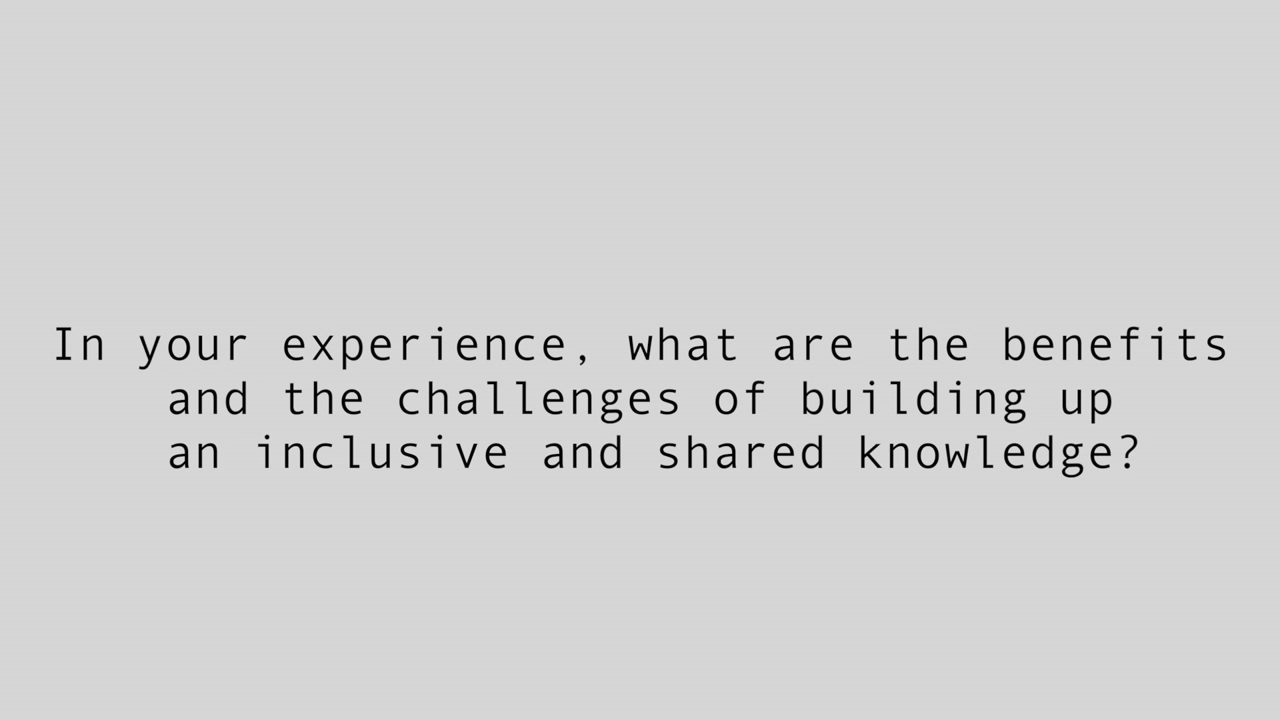 In your experience, what are the benefits
and the challenges of building up
an inclusive and shared knowledge?